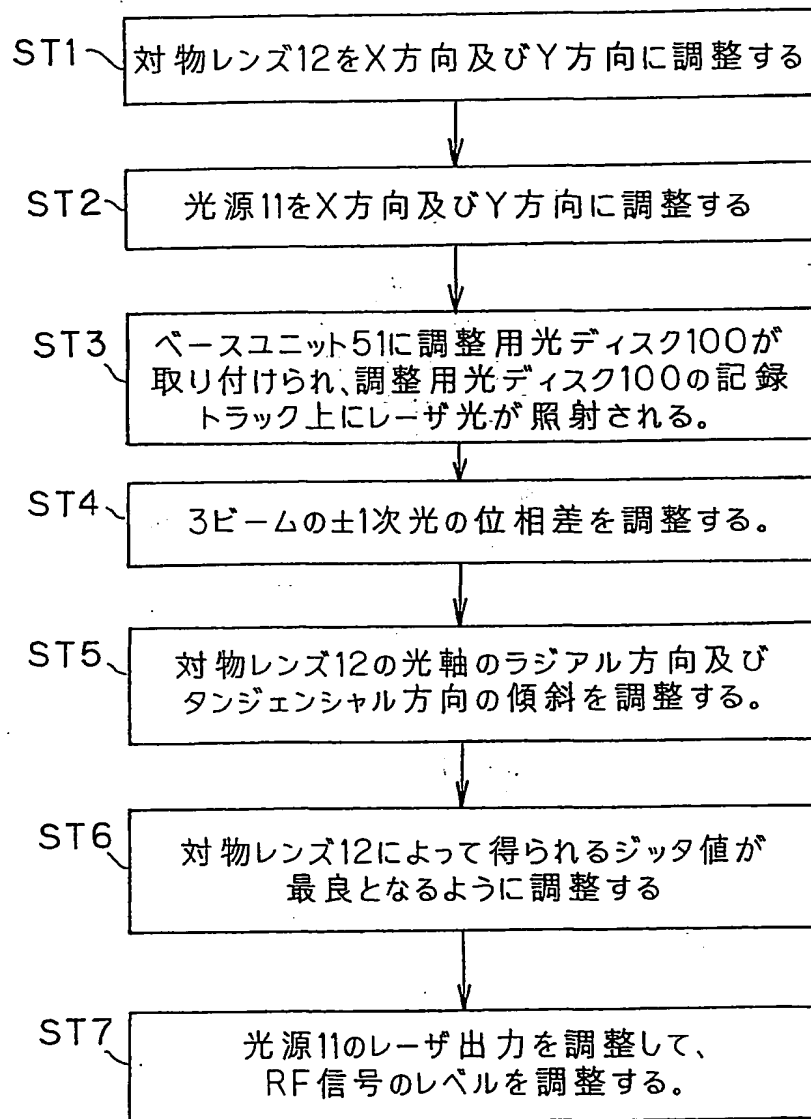 ST1
対物レンズ12をX方向及びY方向に調整する
ST2
光源11をX方向及びY方向に調整する
ST3
ベースユニット51に調整用光ディスク100が
取り付けられ、調整用光ディスク100の記録
トラック上にレーザ光が照射される。
ST4
3ビームの±1次光の位相差を調整する。
ST5
対物レンズ12の光軸のラジアル方向及び
タンジェンシャル方向の傾斜を調整する。
ST6
対物レンズ12によって得られるジッタ値が
最良となるように調整する
ST7
光源11のレーザ出力を調整して、
RF信号のレベルを調整する。